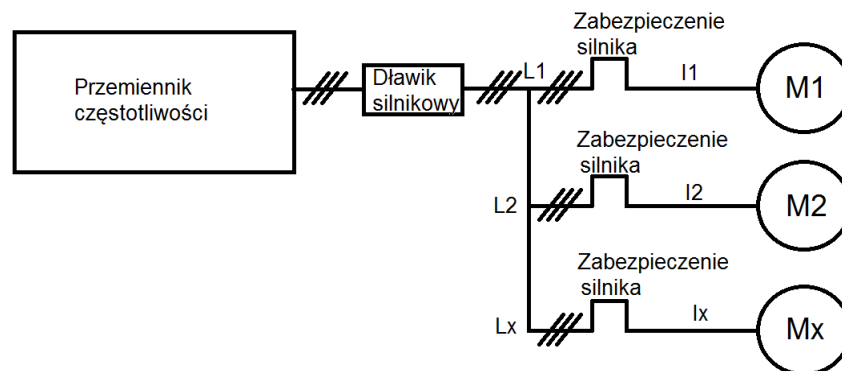 Przemiennik
częstotliwości
Dławik
silnikowy
L1
Zabezpieczenie
silnika
I1
M1
L2
Zabezpieczenie
silnika
I2
M2
Lx
Zabezpieczenie
silnika
Ix
Mx